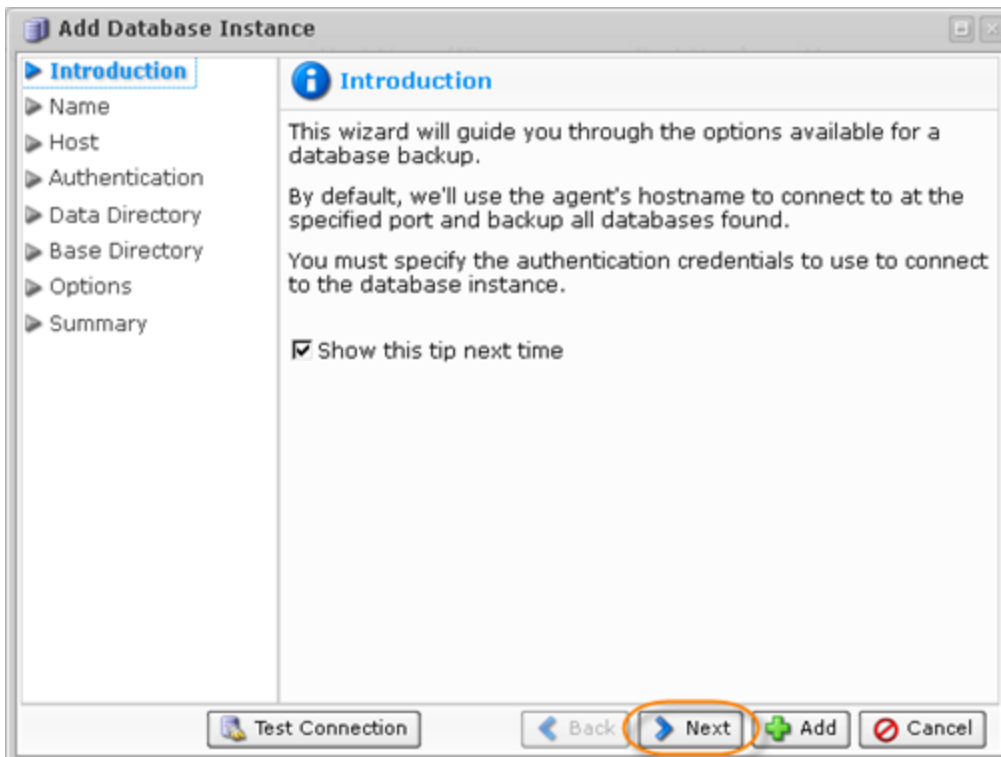 Add Database Instance
Introduction
Name
Host
Authentication
Data Directory
Base Directory
Options
Summary
Introduction
This wizard will guide you through the options available for a
database backup.
By default, we'll use the agent's hostname to connect to at the
specified port and backup all databases found.
You must specify the authentication credentials to use to connect
to the database instance.
Show this tip next time
Test Connection
Back
Next
Add
Cancel